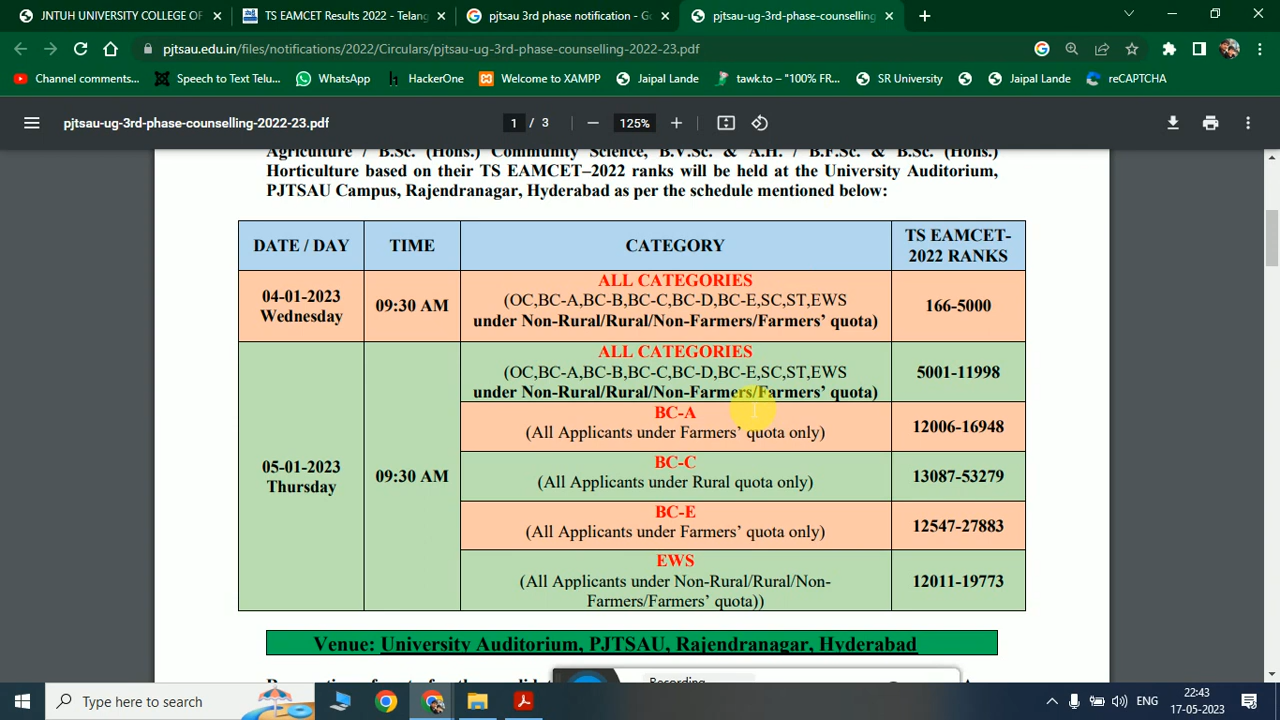 JNTUH UNIVERSITY COLLEGE OF
TS EAMCET Results 2022 - Telang
pjtsau 3rd phase notification - Go
pjtsau-ug-3rd-phase-counselling
pjtsau.edu.in/files/notifications/2022/Circulars/pjtsau-ug-3rd-phase-counselling-2022-23.pdf
Channel comments...
Speech to Text Telu...
WhatsApp
HackerOne
Welcome to XAMPP
Jaipal Lande
tawk.to – "100% FR...
SR University
Jaipal Lande
reCAPTCHA
pjtsau-ug-3rd-phase-counselling-2022-23.pdf
1 / 3
125%
Agriculture / B.Sc. (Hons.) Community Science, B.V.Sc. & A.H. / B.F.Sc. & B.Sc. (Hons.)
Horticulture based on their TS EAMCET–2022 ranks will be held at the University Auditorium,
PJTSAU Campus, Rajendranagar, Hyderabad as per the schedule mentioned below:
DATE / DAY
TIME
CATEGORY
TS EAMCET-
2022 RANKS
04-01-2023
Wednesday
09:30 AM
ALL CATEGORIES
(OC,BC-A,BC-B,BC-C,BC-D,BC-E,SC,ST,EWS
under Non-Rural/Rural/Non-Farmers/Farmers’ quota)
166-5000
05-01-2023
Thursday
09:30 AM
ALL CATEGORIES
(OC,BC-A,BC-B,BC-C,BC-D,BC-E,SC,ST,EWS
under Non-Rural/Rural/Non-Farmers/Farmers’ quota)
5001-11998
BC-A
(All Applicants under Farmers’ quota only)
12006-16948
BC-C
(All Applicants under Rural quota only)
13087-53279
BC-E
(All Applicants under Farmers’ quota only)
12547-27883
EWS
(All Applicants under Non-Rural/Rural/Non-
Farmers/Farmers’ quota))
12011-19773
Venue: University Auditorium, PJTSAU, Rajendranagar, Hyderabad
Recording
Type here to search
ENG
22:43
17-05-2023